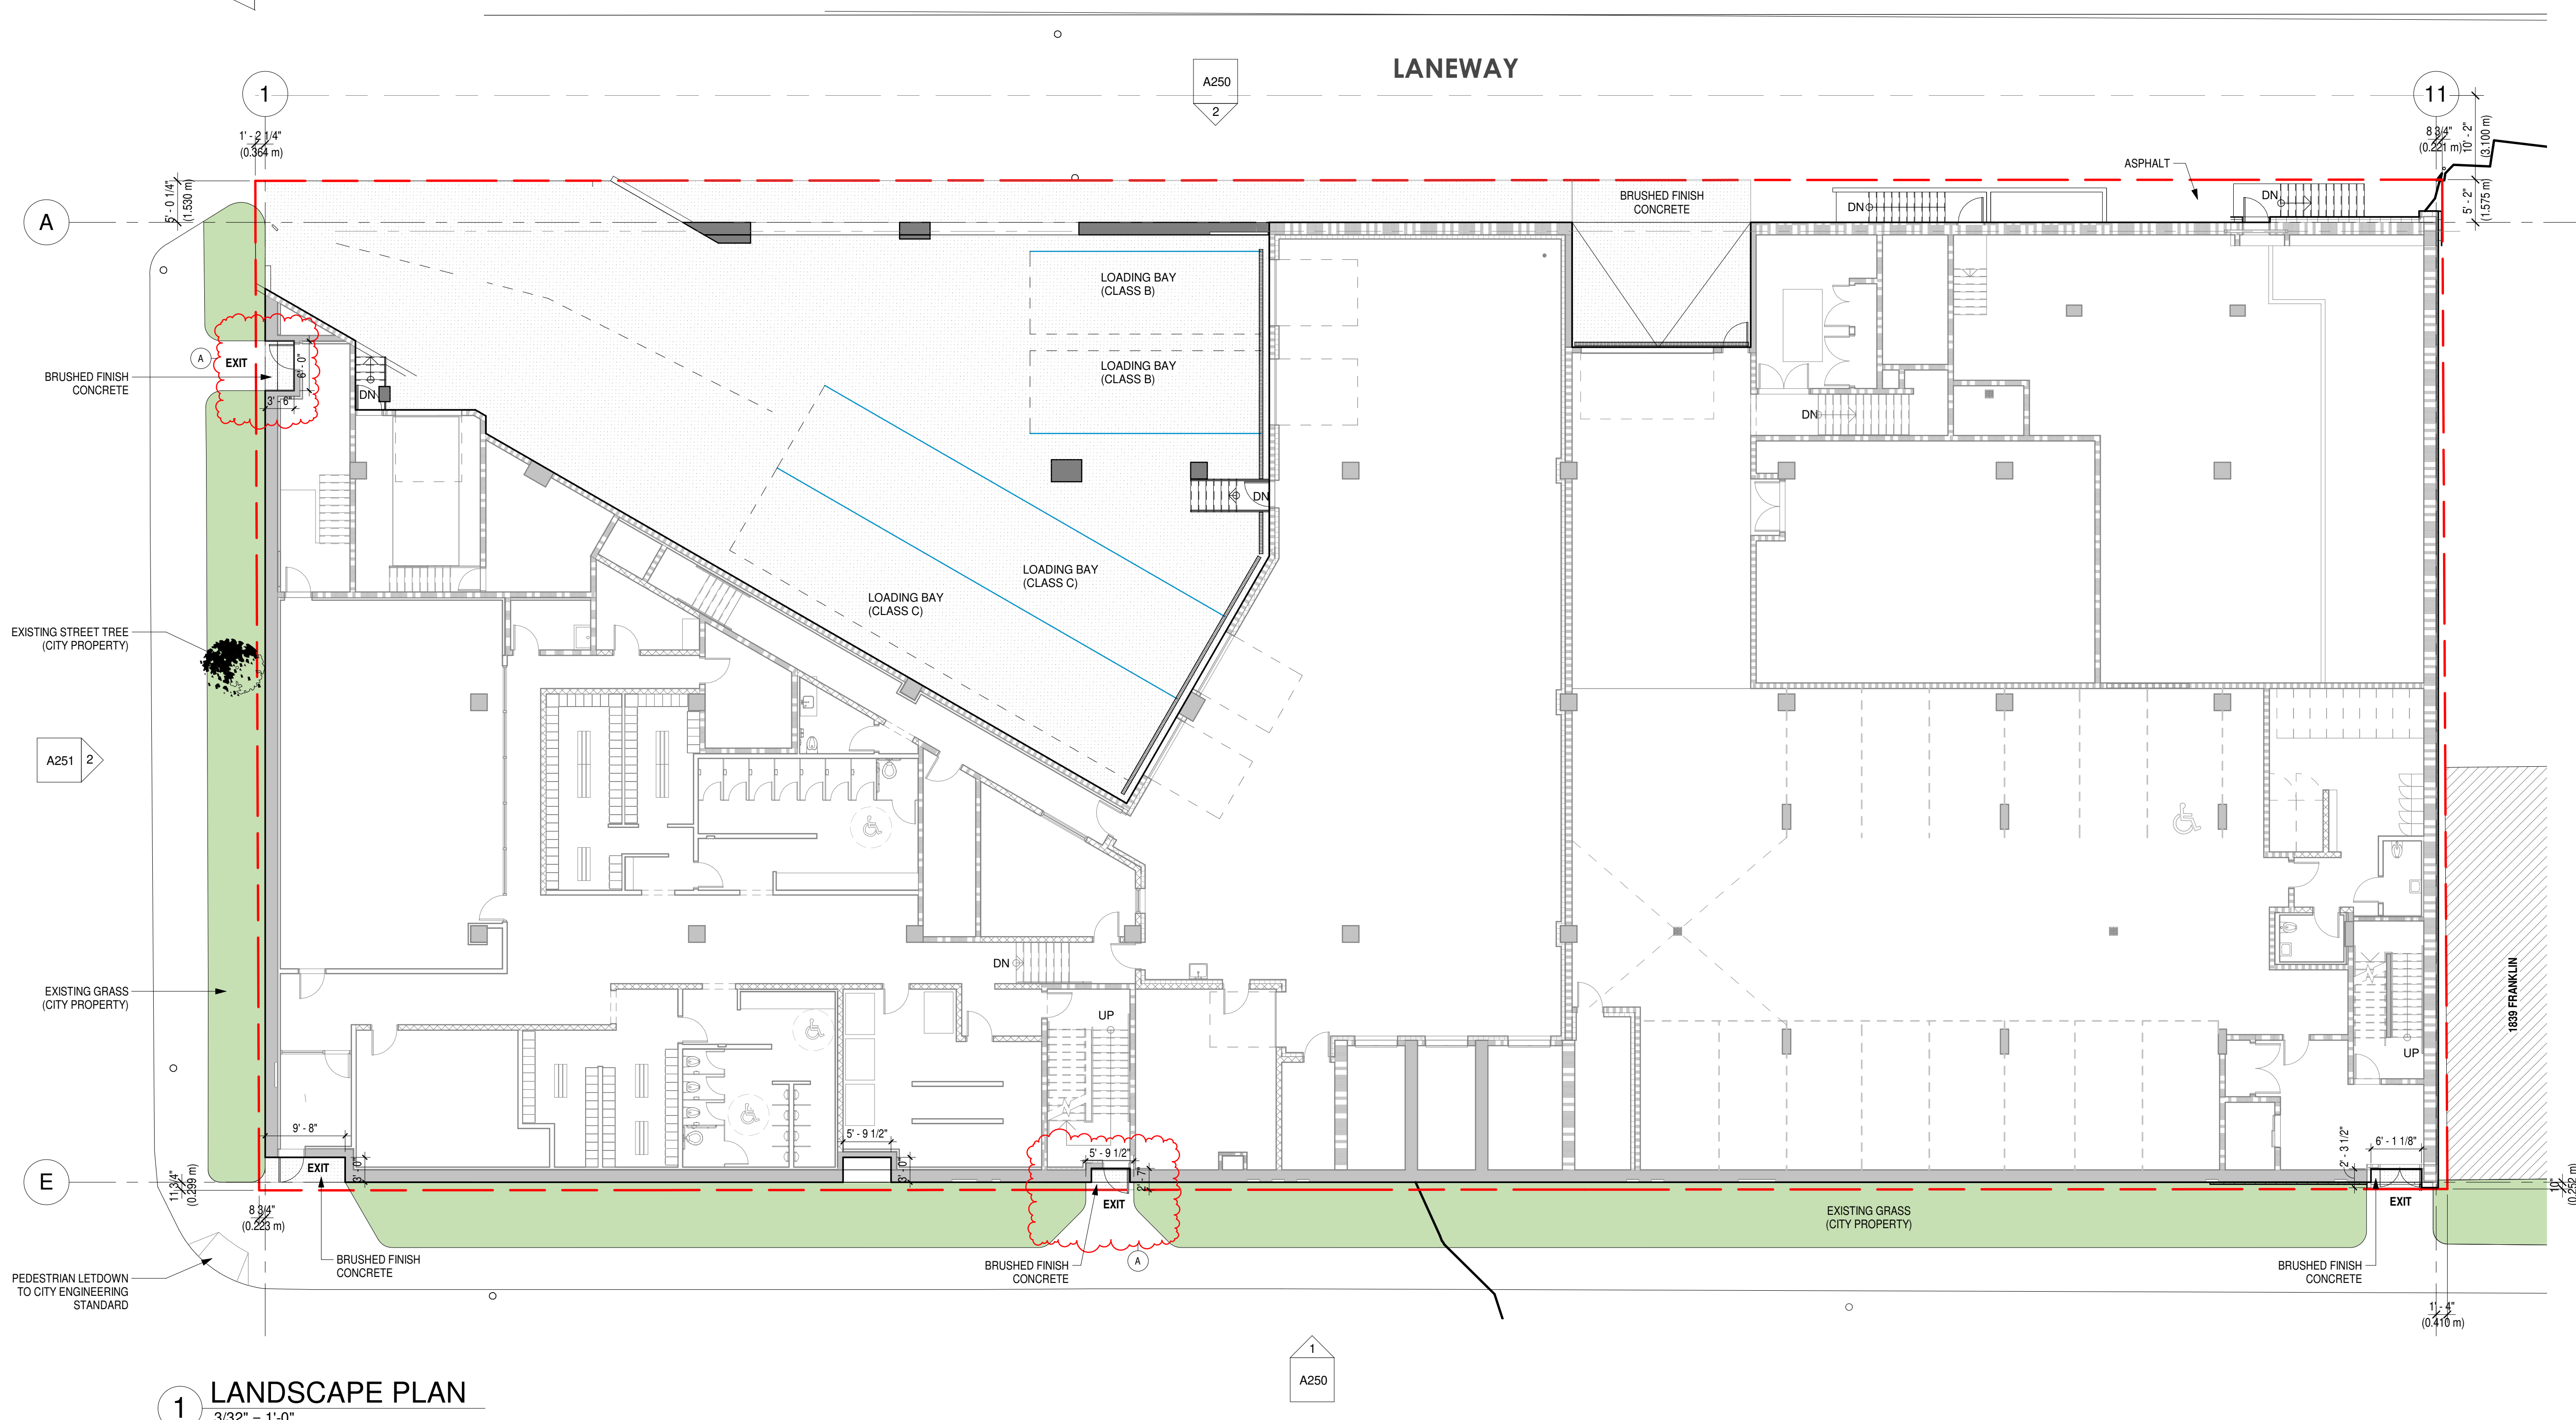 LANEWAY
A250
2
1
11
1' - 2 1/4"
(0.364 m)
8 3/4"
(0.221 m)
10' - 2"
(3.100 m)
ASPHALT
5' - 0 1/4"
(1.530 m)
BRUSHED FINISH
CONCRETE
DN
DN
5' - 2"
(1.575 m)
A
LOADING BAY
(CLASS B)
A
EXIT
6' - 0"
BRUSHED FINISH
CONCRETE
3' - 6"
DN
LOADING BAY
(CLASS B)
DN
DN
LOADING BAY
(CLASS C)
LOADING BAY
(CLASS C)
EXISTING STREET TREE
(CITY PROPERTY)
A251
2
DN
EXISTING GRASS
(CITY PROPERTY)
1839 FRANKLIN
UP
UP
9' - 8"
5' - 9 1/2"
5' - 9 1/2"
2' - 3 1/2"
6' - 1 1/8"
EXIT
3' - 0"
3' - 0"
2' - 7"
E
11 3/4"
(0.299 m)
EXIT
EXIT
10"
(0.252 m)
8 3/4"
(0.223 m)
EXISTING GRASS
(CITY PROPERTY)
BRUSHED FINISH
CONCRETE
BRUSHED FINISH
CONCRETE
A
BRUSHED FINISH
CONCRETE
PEDESTRIAN LETDOWN
TO CITY ENGINEERING
STANDARD
1' - 4"
(0.410 m)
1
A250
1
LANDSCAPE PLAN
3/32" = 1'-0"